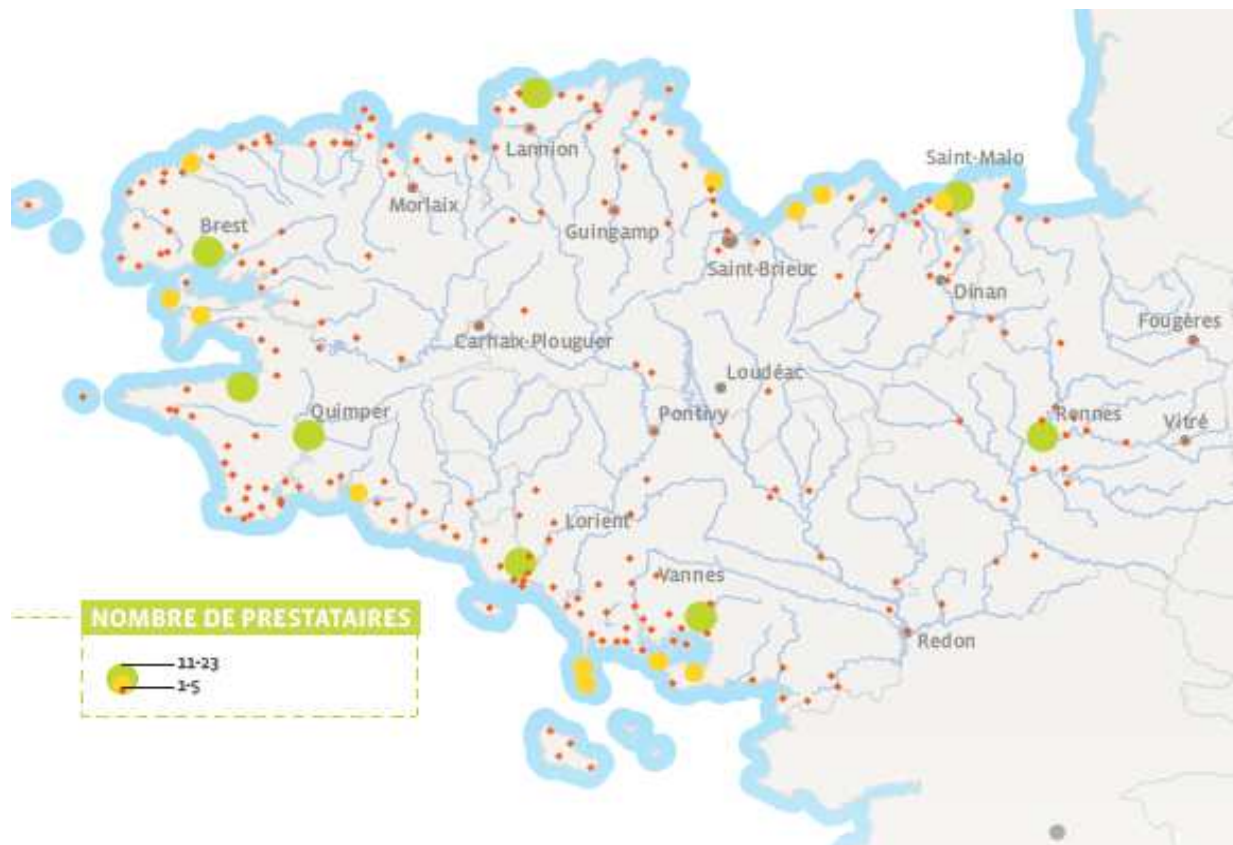 Saint-Malo
Lannion
Morlaix
Brest
Guingamp
Saint-Brieuc
Dinan
Fougères
Carhaix-Plouguer
Loudéac
Quimper
Pontivy
Rennes
Vitré
Lorient
Vannes
Redon
NOMBRE DE PRESTATAIRES
11-23
1-5